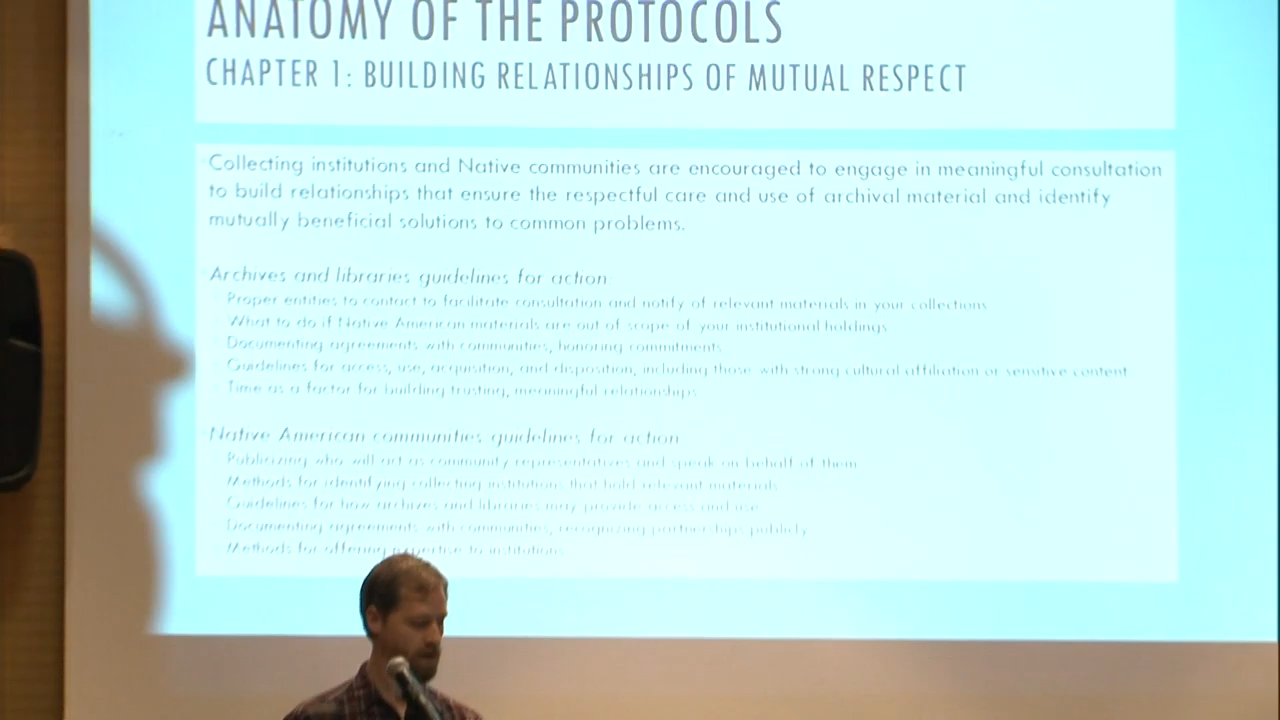 ANATOMY OF THE PROTOCOLS
CHAPTER 1: BUILDING RELATIONSHIPS OF MUTUAL RESPECT
Collecting institutions and Native communities are encouraged to engage in meaningful consultation
to build relationships that ensure the respectful care and use of archival material and identify
mutually beneficial solutions to common problems.
Archives and libraries guidelines for action:
Proper entities to contact to facilitate consultation and notify of relevant materials in your collections
What to do if Native American materials are out of scope of your institutional holdings
Documenting agreements with communities, honoring commitments
Guidelines for access, use, acquisition, and disposition, including those with strong cultural affiliation or sensitive content
Time as a factor for building trusting, meaningful relationships
Native American communities guidelines for action
Publicizing who will act as community representatives and speak on behalf of them
Methods for identifying collecting institutions that hold relevant materials
Guidelines for how archives and libraries may provide access and use
Documenting agreements with communities, recognizing partnerships publicly
Methods for offering expertise to institutions